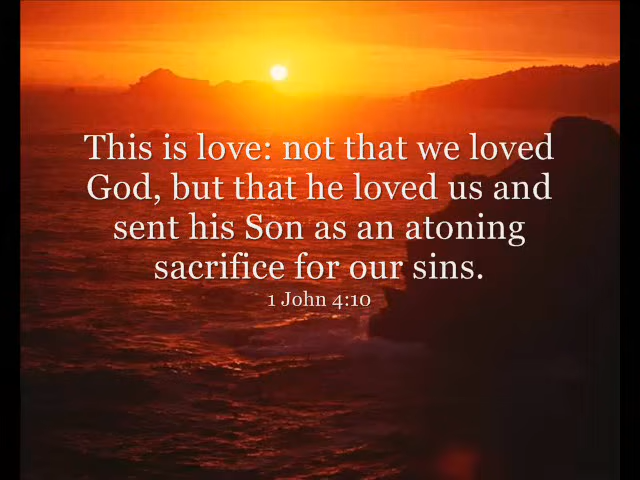 This is love: not that we loved
God, but that he loved us and
sent his Son as an atoning
sacrifice for our sins.
1 John 4:10